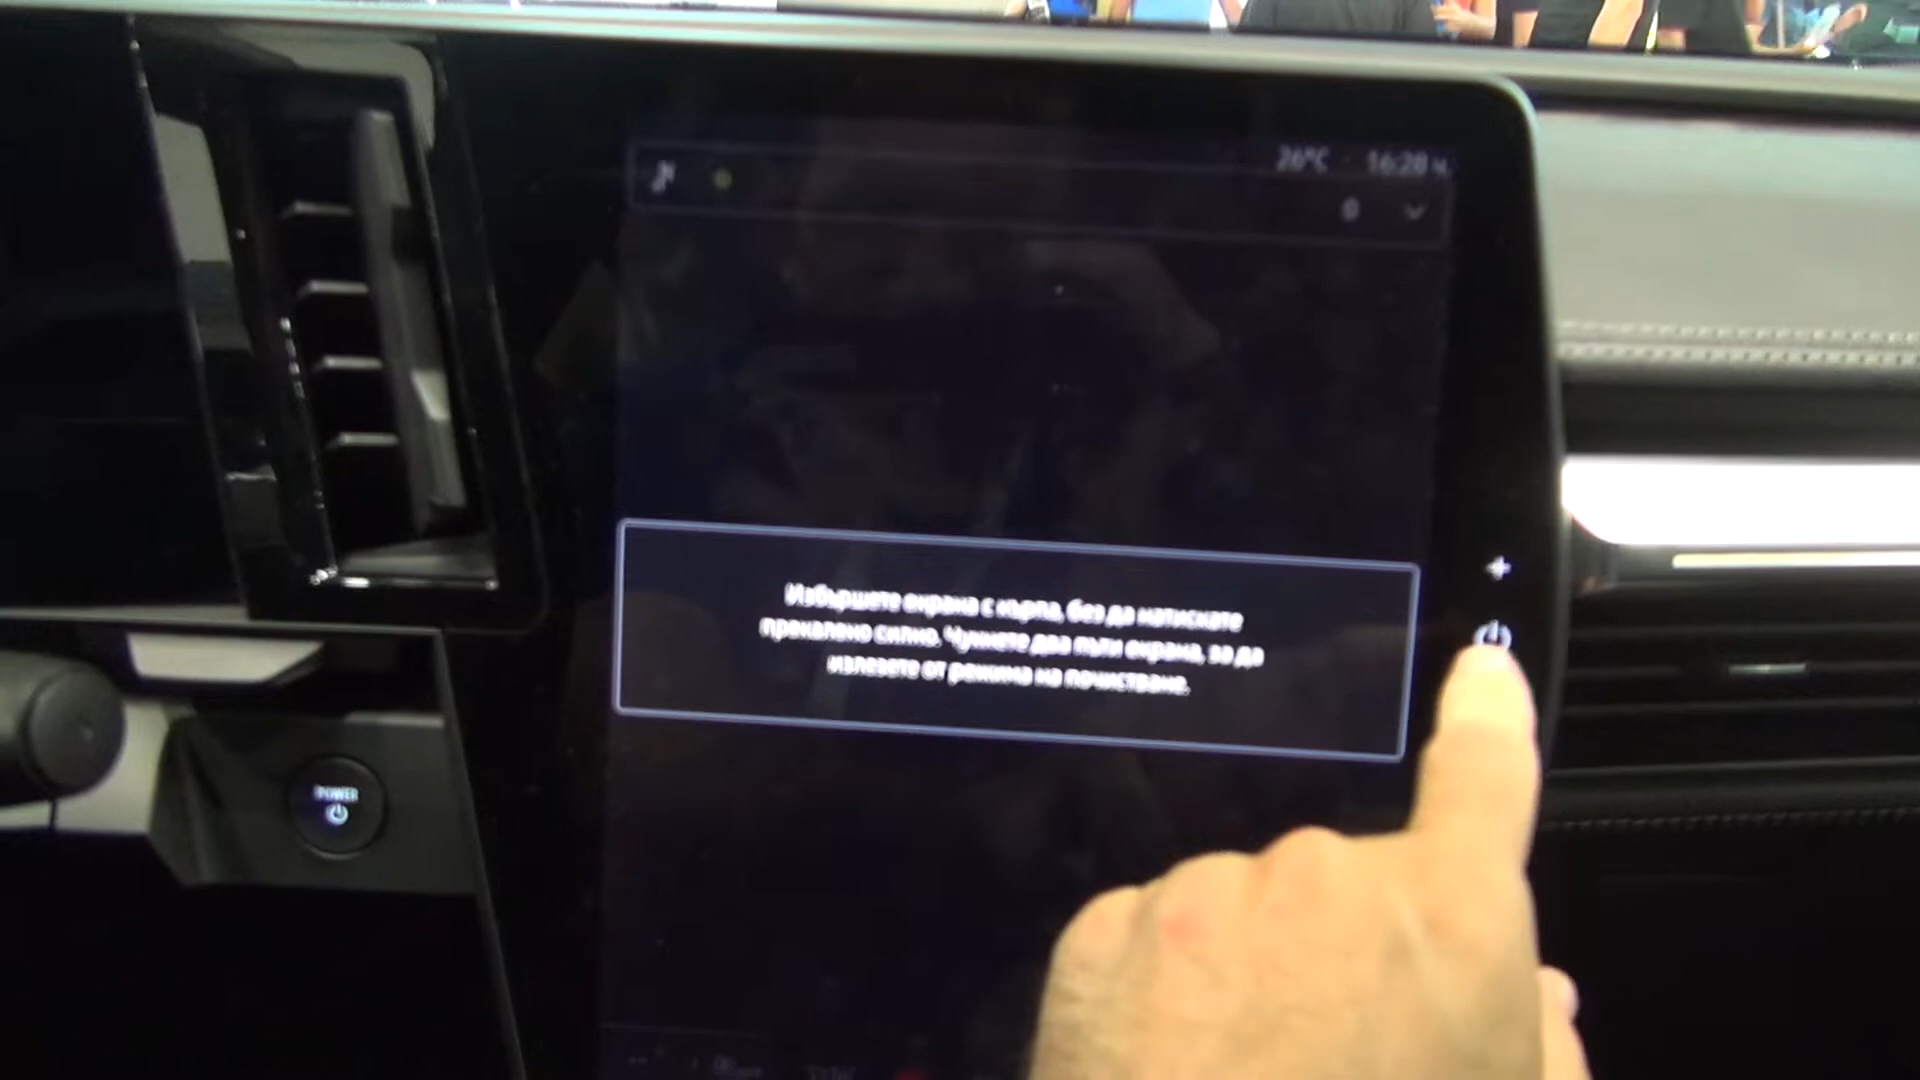 26°C
16:28 ч
Избършете екрана с кърпа, без да натискате
прекалено силно. Чукнете два пъти екрана, за да
излезете от режима на почистване.
POWER